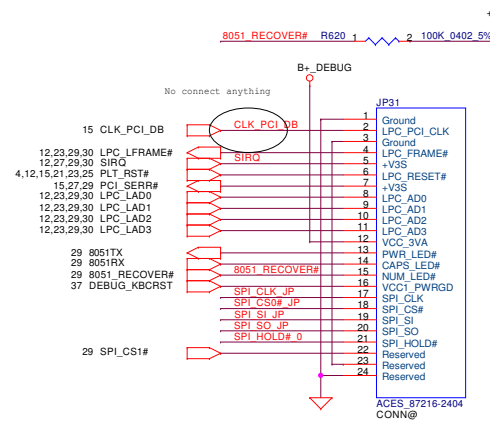 8051_RECOVER# R620 1 2 100K_0402_5%
B+_DEBUG
No connect anything
JP31
15 CLK_PCI_DB CLK_PCI_DB
12,23,29,30 LPC_LFRAME#
12,27,29,30 SIRQ SIRQ
4,12,15,21,23,25 PLT_RST#
15,27,29 PCI_SERR#
12,23,29,30 LPC_LAD0
12,23,29,30 LPC_LAD1
12,23,29,30 LPC_LAD2
12,23,29,30 LPC_LAD3
29 8051TX
29 8051RX
29 8051_RECOVER# 8051_RECOVER#
37 DEBUG_KBCRST
SPI_CLK_JP
SPI_CS0#_JP
SPI_SI_JP
SPI_SO_JP
SPI_HOLD#_0
29 SPI_CS1#
1 Ground
2 LPC_PCI_CLK
3 Ground
4 LPC_FRAME#
5 +V3S
6 LPC_RESET#
7 +V3S
8 LPC_AD0
9 LPC_AD1
10 LPC_AD2
11 LPC_AD3
12 VCC_3VA
13 PWR_LED#
14 CAPS_LED#
15 NUM_LED#
16 VCC1_PWRGD
17 SPI_CLK
18 SPI_CS#
19 SPI_SI
20 SPI_SO
21 SPI_HOLD#
22 Reserved
23 Reserved
24 Reserved
ACES_87216-2404
CONN@